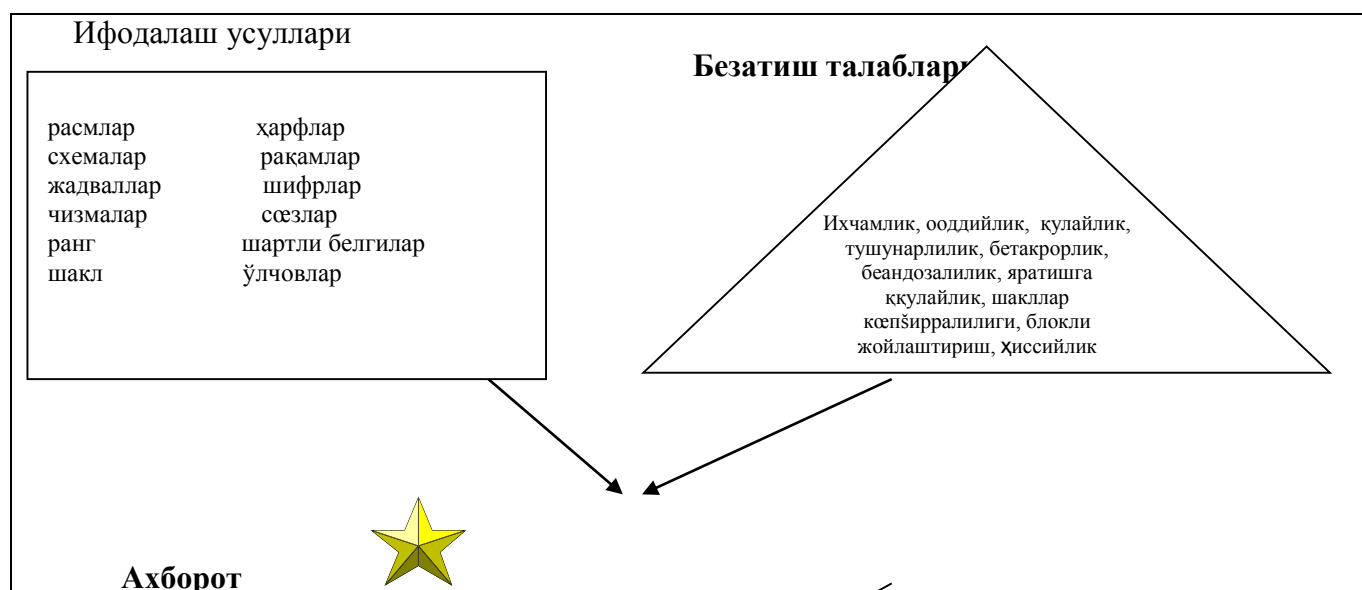 Ифодалаш усуллари
расмлар ҳарфлар
схемалар рақамлар
жадваллар шифрлар
чизмалар сœзлар
ранг шартли белгилар
шакл ўлчовлар
Безатиш талаблари
Ихчамлик, ооддийлик, қулайлик,
тушунарлилик, бетакрорлик,
беандозалилик, яратишга
ққулайлик, шакллар
кœпšирралилиги, блокли
жойлаштириш, ҳиссийлик
Ахборот